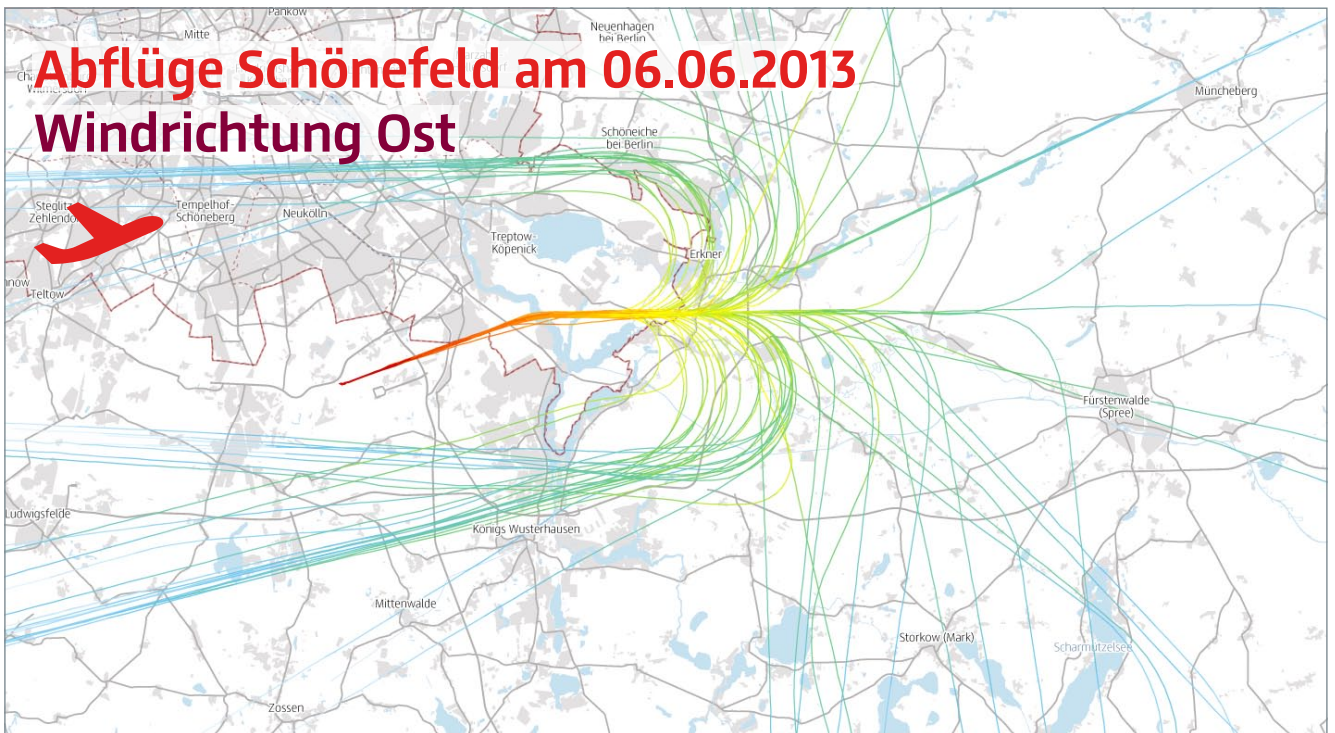 Pankow
Mitte
Neuenhagen
bei Berlin
Abflüge Schönefeld am 06.06.2013
Windrichtung Ost
Müncheberg
Schöneiche
bei Berlin
Steglitz
Zehlendorf
Tempelhof-
Schöneberg
Neukölln
Treptow-
Köpenick
Erkner
Teltow
Fürstenwalde
(Spree)
Ludwigsfelde
Königs Wusterhausen
Mittenwalde
Storkow (Mark)
Scharmützelsee
Zossen